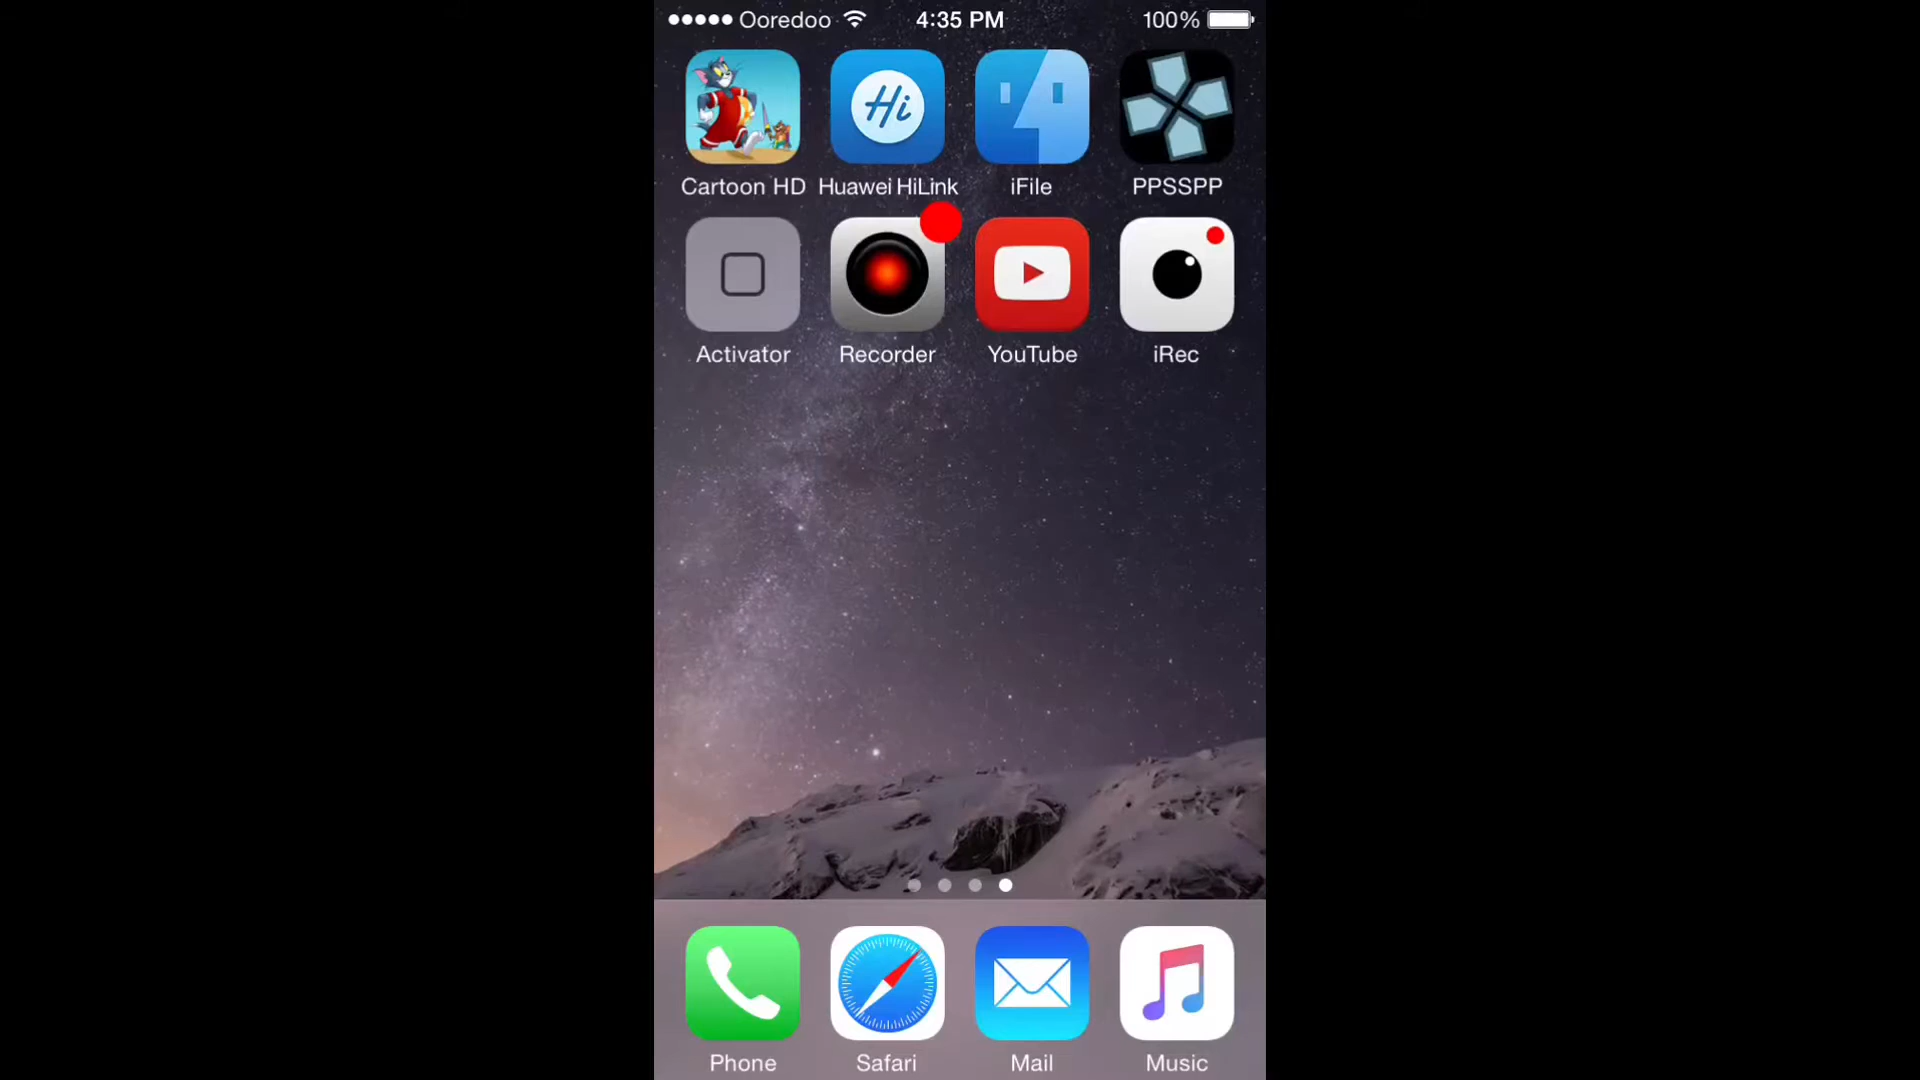 Ooredoo 4:35 PM 100%
Hi
Cartoon HD Huawei HiLink iFile PPSSPP
Activator Recorder YouTube iRec
Phone Safari Mail Music